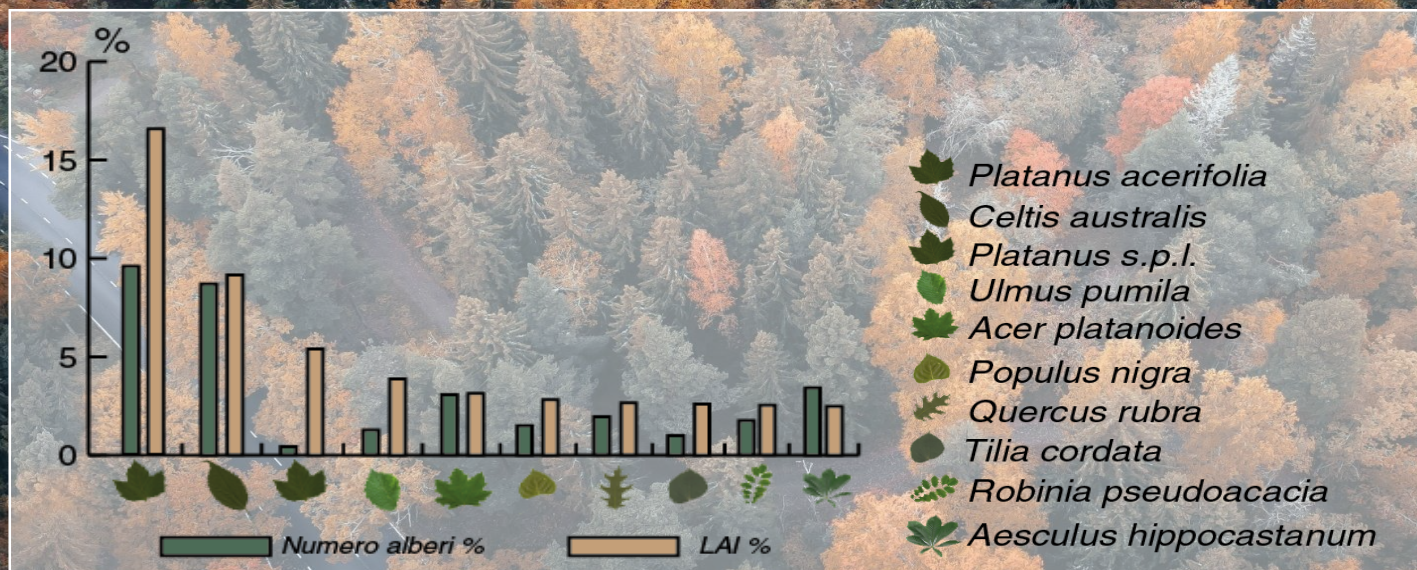 %
20
15
10
5
0
Numero alberi %
LAI %
Platanus acerifolia
Celtis australis
Platanus s.p.l.
Ulmus pumila
Acer platanoides
Populus nigra
Quercus rubra
Tilia cordata
Robinia pseudoacacia
Aesculus hippocastanum